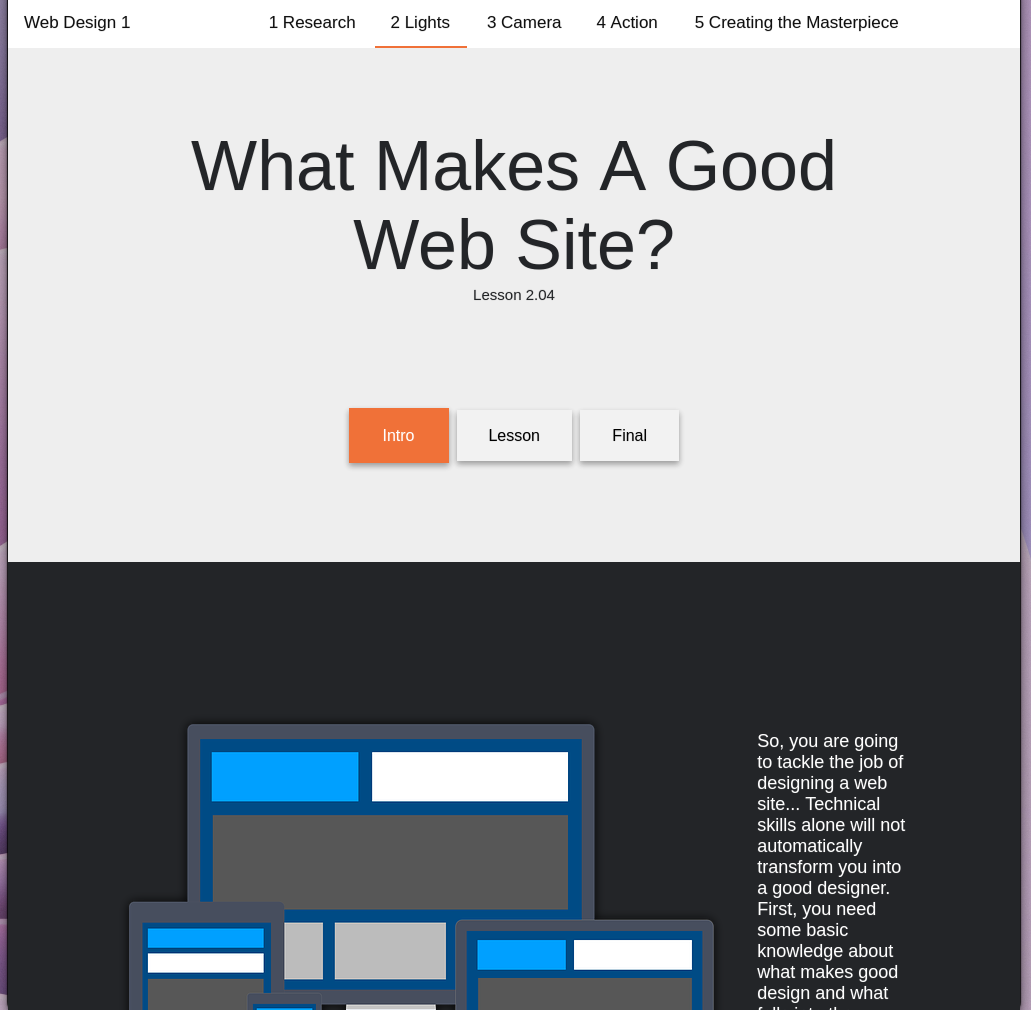 Web Design 1
1 Research
2 Lights
3 Camera
4 Action
5 Creating the Masterpiece
What Makes A Good
Web Site?
Lesson 2.04
Intro
Lesson
Final
So, you are going
to tackle the job of
designing a web
site... Technical
skills alone will not
automatically
transform you into
a good designer.
First, you need
some basic
knowledge about
what makes good
design and what